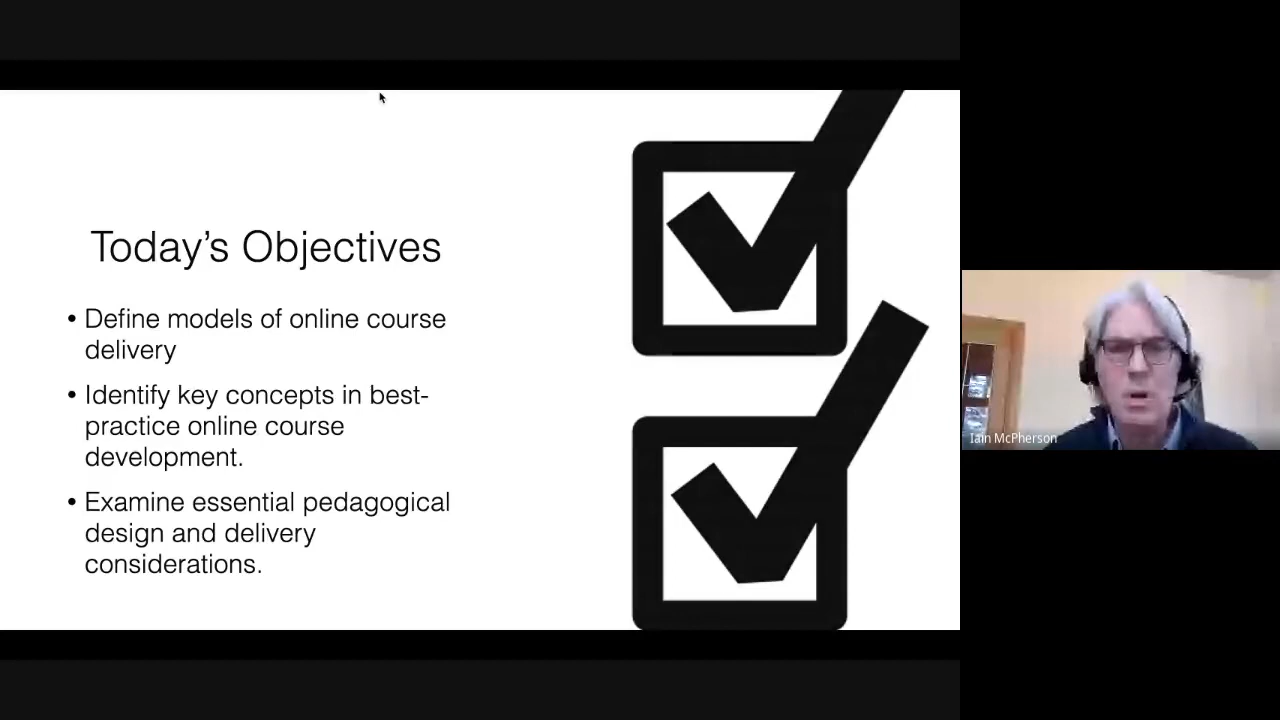 Today’s Objectives
• Define models of online course
delivery
• Identify key concepts in best-
practice online course
development.
• Examine essential pedagogical
design and delivery
considerations.
Iain McPherson